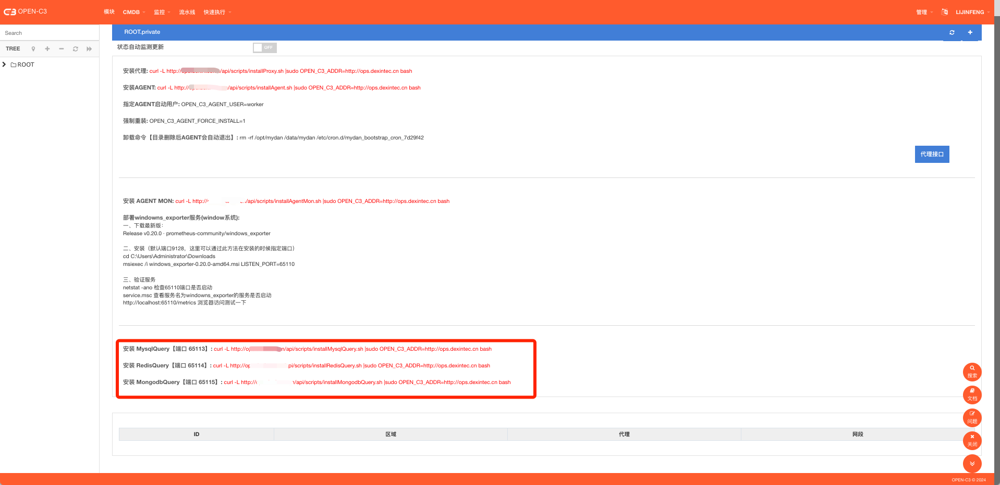 OPEN-C3
模块 CMDB 监控 流水线 快速执行 管理 LIJINFENG
Search
TREE
ROOT
ROOT.private
状态自动监测更新 OFF
安装代理: curl -L http:// /api/scripts/installProxy.sh |sudo OPEN_C3_ADDR=http://ops.dexintec.cn bash
安装AGENT: curl -L http:// /api/scripts/installAgent.sh |sudo OPEN_C3_ADDR=http://ops.dexintec.cn bash
指定AGENT启动用户: OPEN_C3_AGENT_USER=worker
强制重装: OPEN_C3_AGENT_FORCE_INSTALL=1
卸载命令【目录删除后AGENT会自动退出】: rm -rf /opt/mydan /data/mydan /etc/cron.d/mydan_bootstrap_cron_7d29f42
代理接口
安装 AGENT MON: curl -L http:// /api/scripts/installAgentMon.sh |sudo OPEN_C3_ADDR=http://ops.dexintec.cn bash
部署windowns_exporter服务(window系统):
一、下载最新版：
Release v0.20.0 · prometheus-community/windows_exporter
二、安装（默认端口9128，这里可以通过此方法在安装的时候指定端口）
cd C:\Users\Administrator\Downloads
msiexec /i windows_exporter-0.20.0-amd64.msi LISTEN_PORT=65110
三、验证服务
netstat -ano 检查65110端口是否启动
service.msc 查看服务名为windowns_exporter的服务是否启动
http://localhost:65110/metrics 浏览器访问测试一下
安装 MysqlQuery【端口 65113】: curl -L http://o n/api/scripts/installMysqlQuery.sh |sudo OPEN_C3_ADDR=http://ops.dexintec.cn bash
安装 RedisQuery【端口 65114】: curl -L http://op pi/scripts/installRedisQuery.sh |sudo OPEN_C3_ADDR=http://ops.dexintec.cn bash
安装 MongodbQuery【端口 65115】: curl -L http:// /api/scripts/installMongodbQuery.sh |sudo OPEN_C3_ADDR=http://ops.dexintec.cn bash
搜索
文档
问题
关闭
ID 区域 代理 网段
OPEN-C3 © 2024